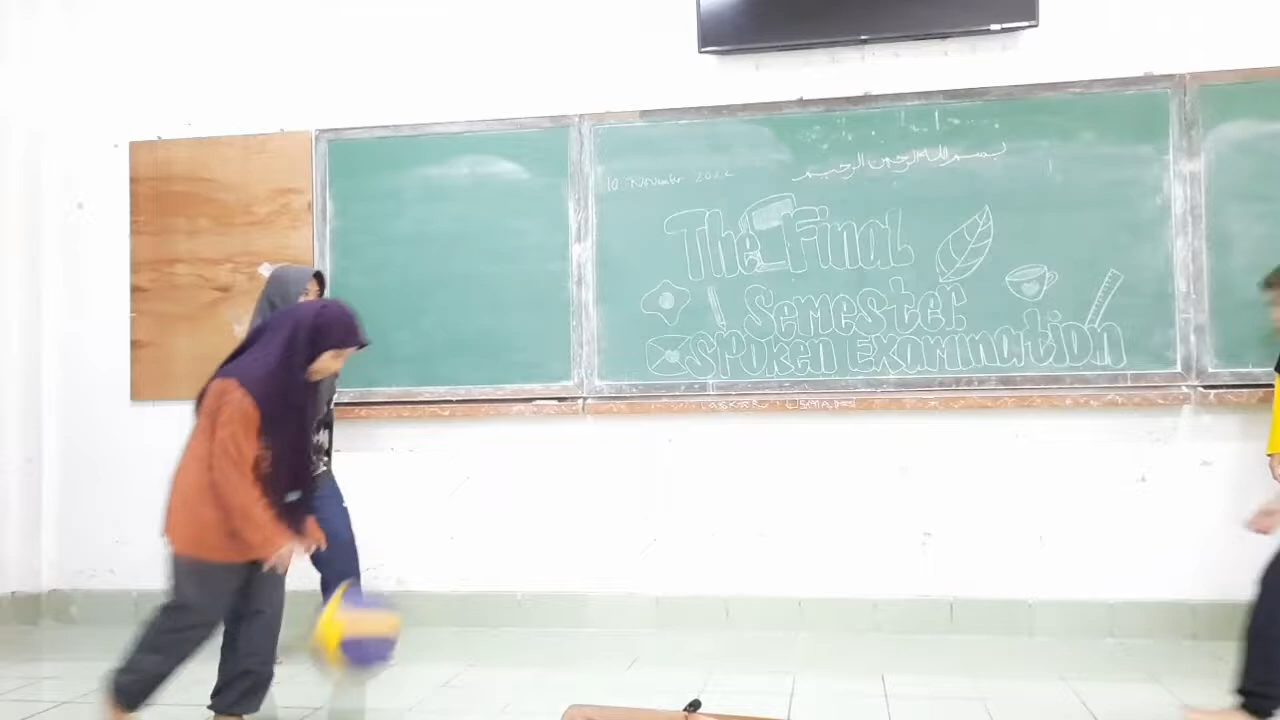 بسم الله الرحمن الرحيم
10 November 2022
The Final
Semester
Spoken Examination